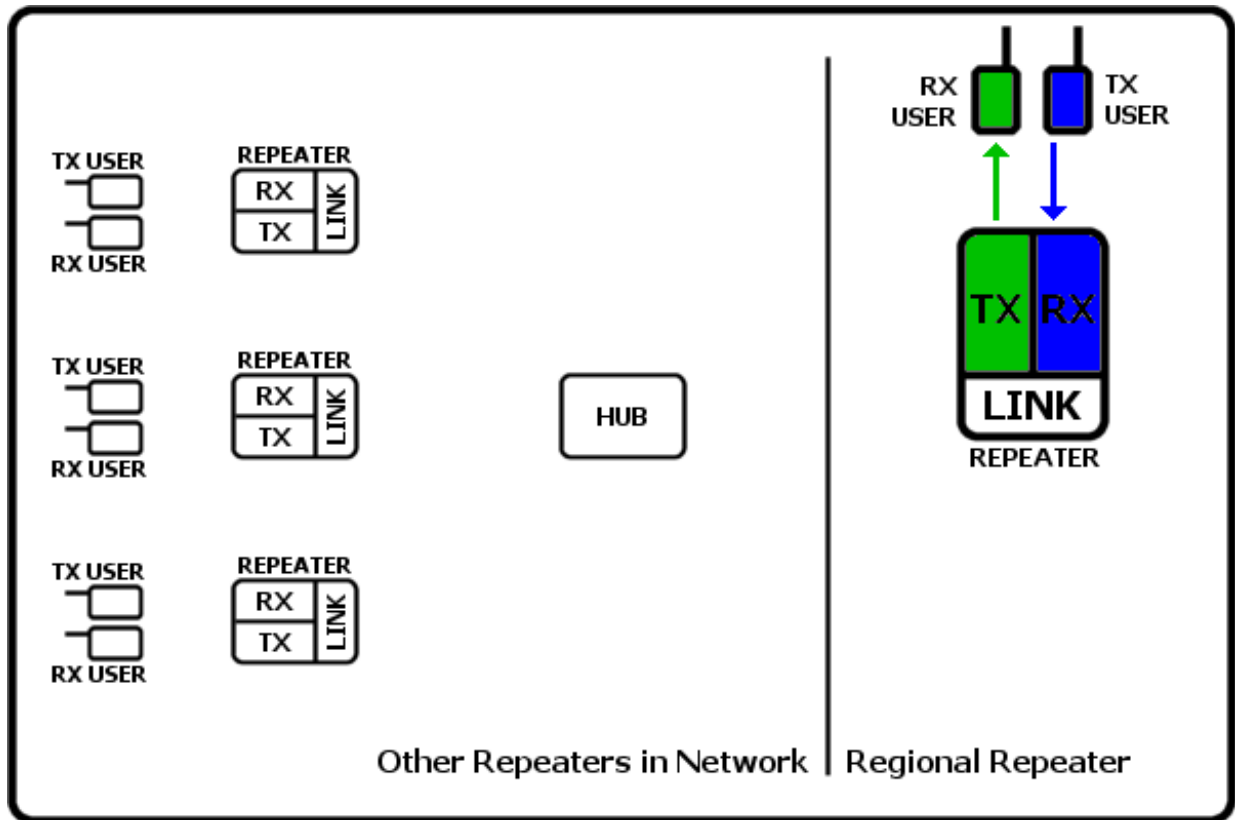 RX
USER
TX
USER
TX USER
RX USER
REPEATER
RX
TX
LINK
TX
RX
LINK
REPEATER
TX USER
RX USER
REPEATER
RX
TX
LINK
HUB
TX USER
RX USER
REPEATER
RX
TX
LINK
Other Repeaters in Network
Regional Repeater